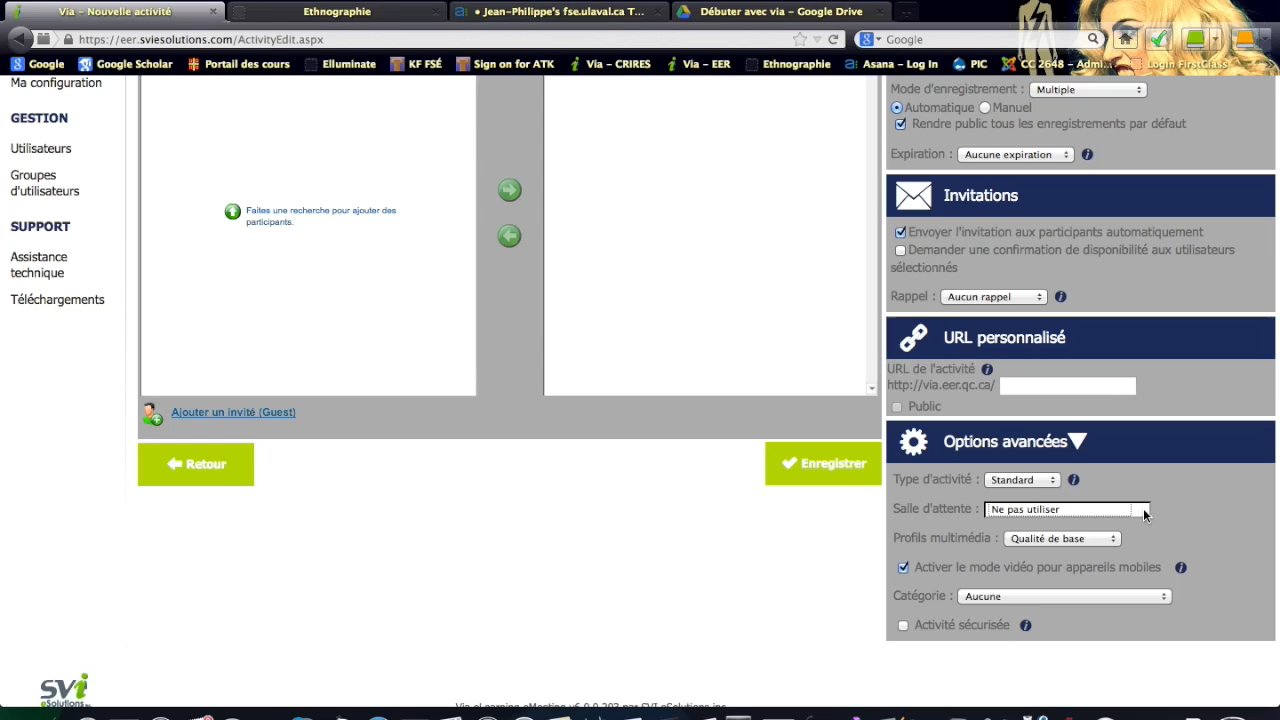 Via – Nouvelle activité
Ethnographie
• Jean-Philippe's fse.ulaval.ca T...
Débuter avec via – Google Drive
https://eer.sviesolutions.com/ActivityEdit.aspx
Google
Google
Google Scholar
Portail des cours
Elluminate
KF FSÉ
Sign on for ATK
Via – CRIRES
Via – EER
Ethnographie
Asana – Log In
PIC
CC 2648 – Admi...
Login FirstClass
Ma configuration
GESTION
Utilisateurs
Groupes
d'utilisateurs
SUPPORT
Assistance
technique
Téléchargements
Faites une recherche pour ajouter des
participants.
Ajouter un invité (Guest)
Retour
Enregistrer
Mode d'enregistrement : Multiple
Automatique Manuel
Rendre public tous les enregistrements par défaut
Expiration : Aucune expiration
Invitations
Envoyer l'invitation aux participants automatiquement
Demander une confirmation de disponibilité aux utilisateurs
sélectionnés
Rappel : Aucun rappel
URL personnalisé
URL de l'activité
http://via.eer.qc.ca/
Public
Options avancées
Type d'activité : Standard
Salle d'attente : Ne pas utiliser
Profils multimédia : Qualité de base
Activer le mode vidéo pour appareils mobiles
Catégorie : Aucune
Activité sécurisée
SVi
eSolutions